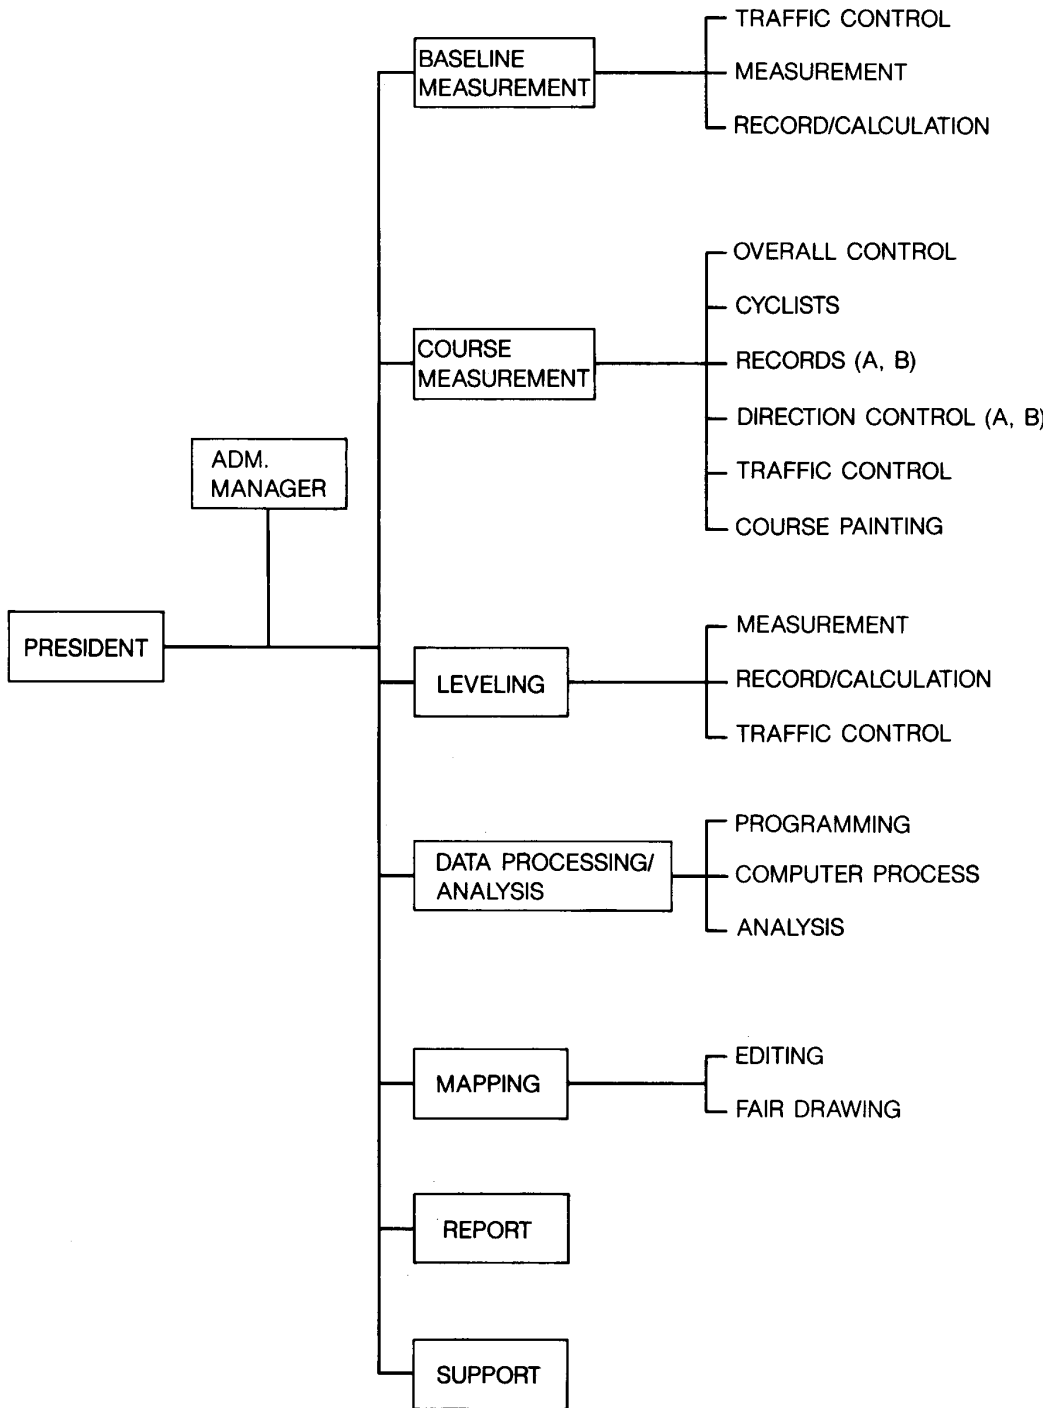 PRESIDENT
ADM.
MANAGER
BASELINE
MEASUREMENT
TRAFFIC CONTROL
MEASUREMENT
RECORD/CALCULATION
COURSE
MEASUREMENT
OVERALL CONTROL
CYCLISTS
RECORDS (A, B)
DIRECTION CONTROL (A, B)
TRAFFIC CONTROL
COURSE PAINTING
LEVELING
MEASUREMENT
RECORD/CALCULATION
TRAFFIC CONTROL
DATA PROCESSING/
ANALYSIS
PROGRAMMING
COMPUTER PROCESS
ANALYSIS
MAPPING
EDITING
FAIR DRAWING
REPORT
SUPPORT